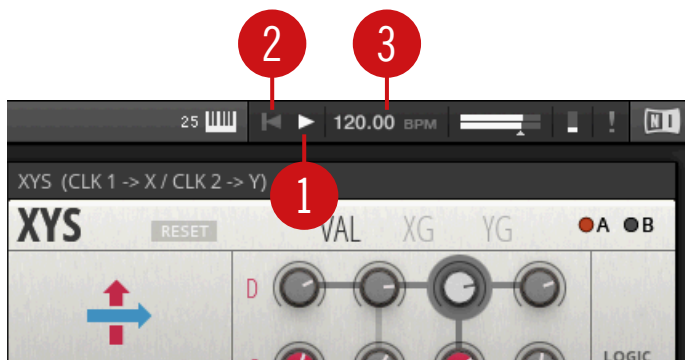 2 3
25 120.00 BPM ! NI
1
XYS (CLK 1 -> X / CLK 2 -> Y)
XYS RESET VAL XG YG A B
D
LOGIC